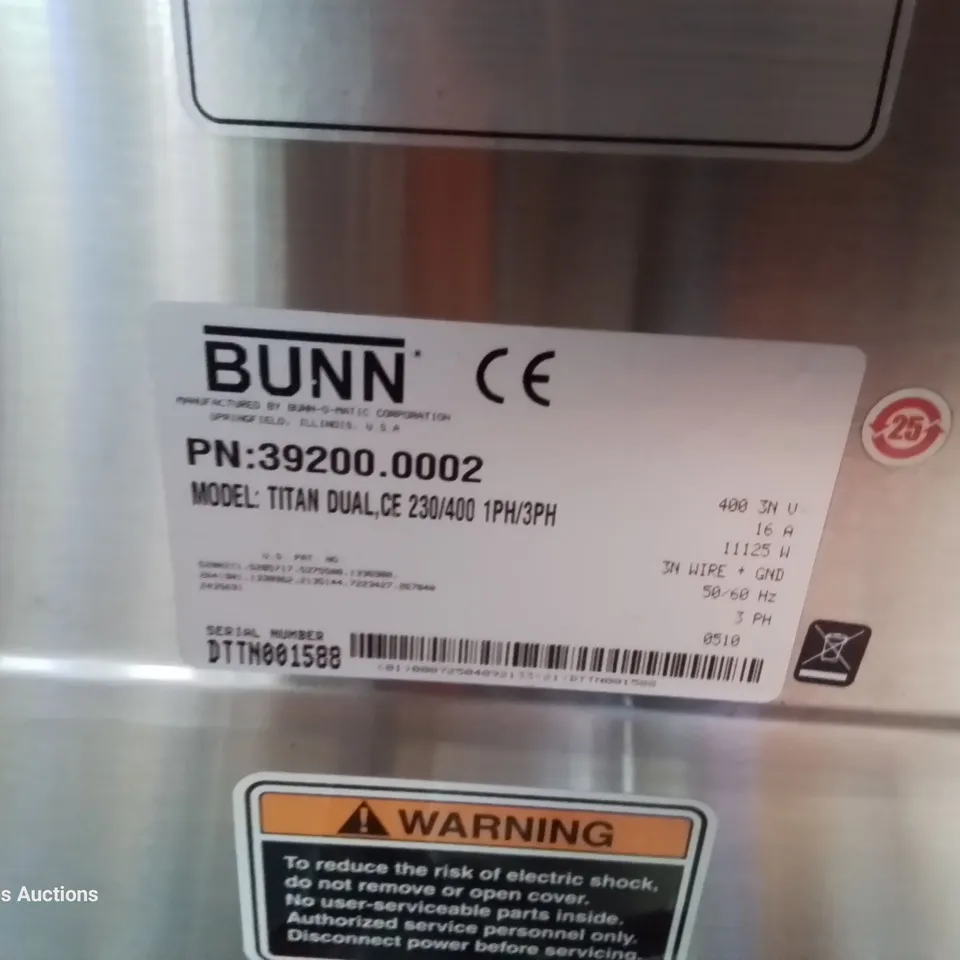 BUNN CE
MANUFACTURED BY BUNN-O-MATIC CORPORATION
SPRINGFIELD, ILLINOIS, U S A
PN:39200.0002
MODEL: TITAN DUAL,CE 230/400 1PH/3PH
400 3N V
16 A
11125 W
3N WIRE + GND
50/60 Hz
3 PH
0510
U.S. PAT. NO
SERIAL NUMBER
DTTN001588
25
WARNING
To reduce the risk of electric shock,
do not remove or open cover.
No user-serviceable parts inside.
Authorized service personnel only.
Disconnect power before servicing.
s Auctions